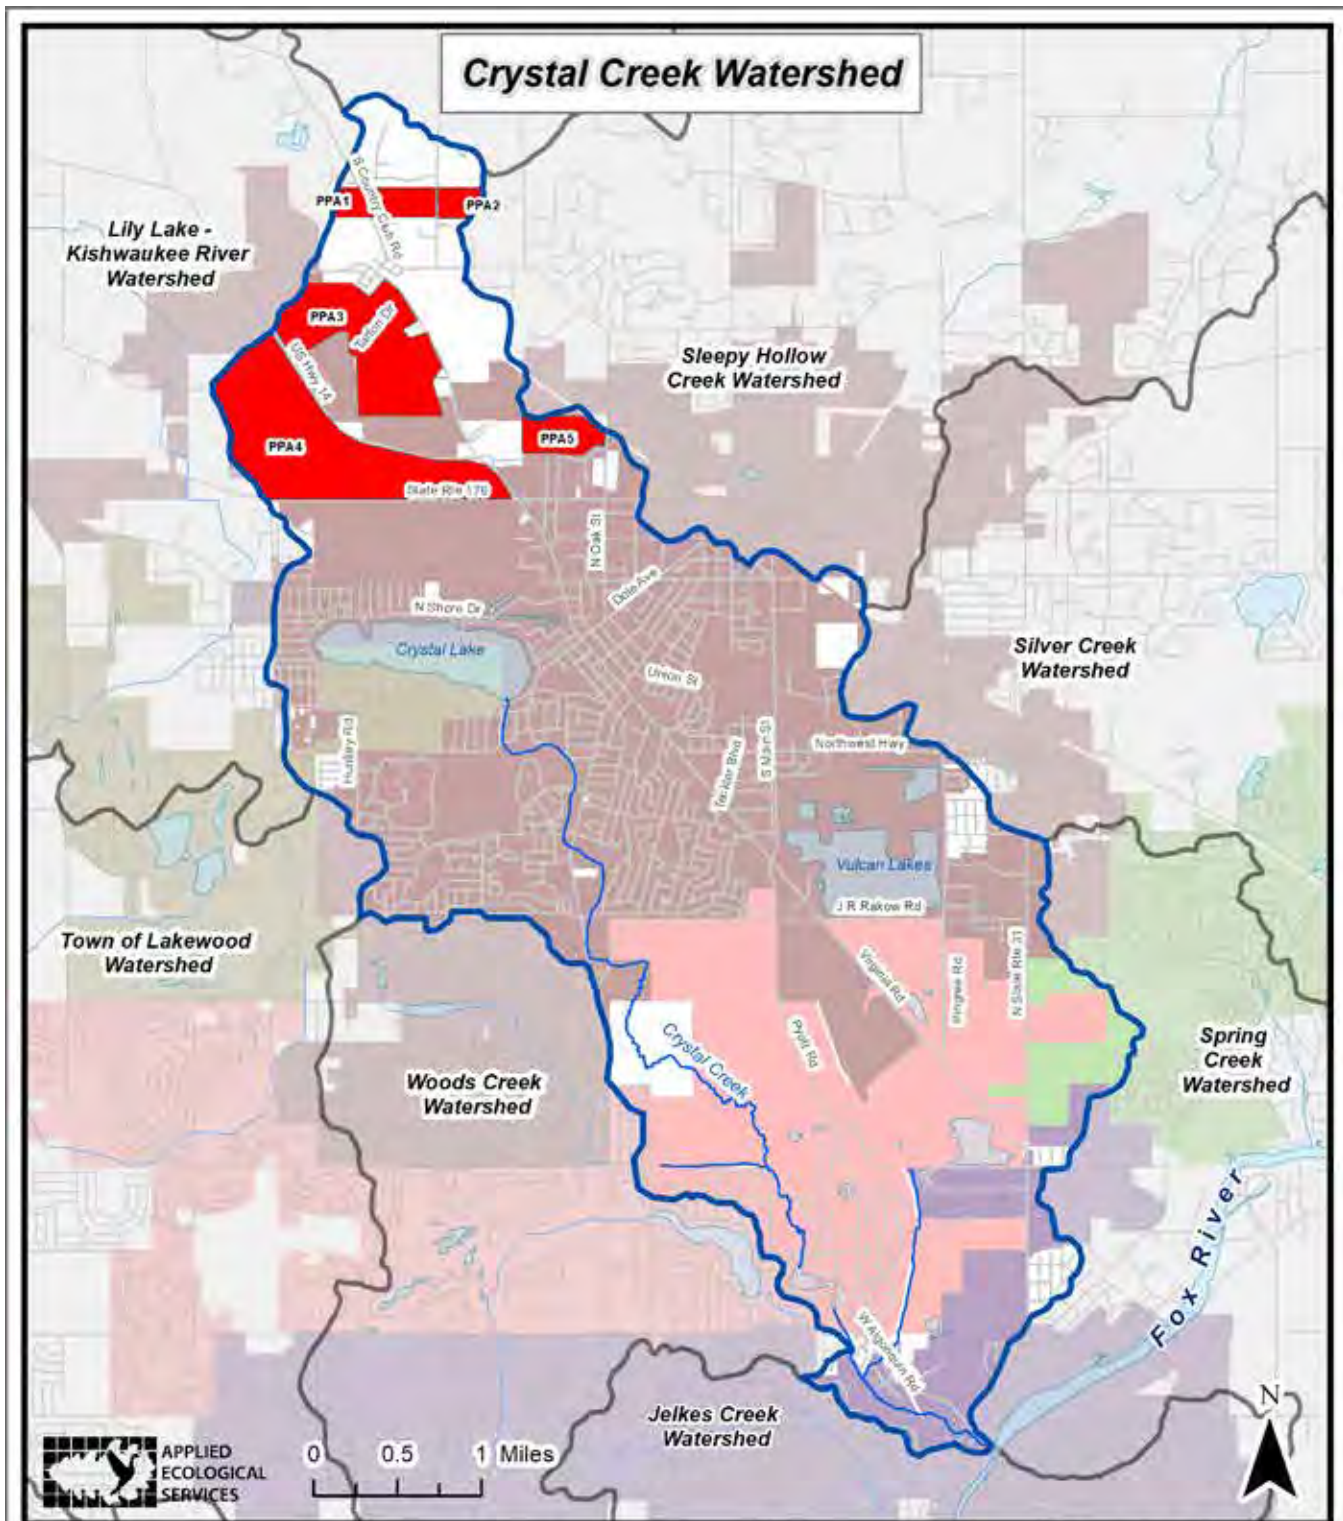 Crystal Creek Watershed
S Country Club Rd
PPA1
PPA2
Lily Lake -
Kishwaukee River
Watershed
PPA3
Tarton Dr
US Hwy 14
Sleepy Hollow
Creek Watershed
PPA4
PPA5
State Rte 176
N Oak St
Dole Ave
N Shore Dr
Crystal Lake
Union St
Silver Creek
Watershed
Huntley Rd
Teckler Blvd
S Main St
Northwest Hwy
Vulcan Lakes
J R Rakow Rd
Town of Lakewood
Watershed
Virginia Rd
Pingree Rd
N State Rte 31
Pyott Rd
Crystal Creek
Spring
Creek
Watershed
Woods Creek
Watershed
Fox River
W Algonquin Rd
Jelkes Creek
Watershed
N
APPLIED
ECOLOGICAL
SERVICES
0 0.5 1 Miles